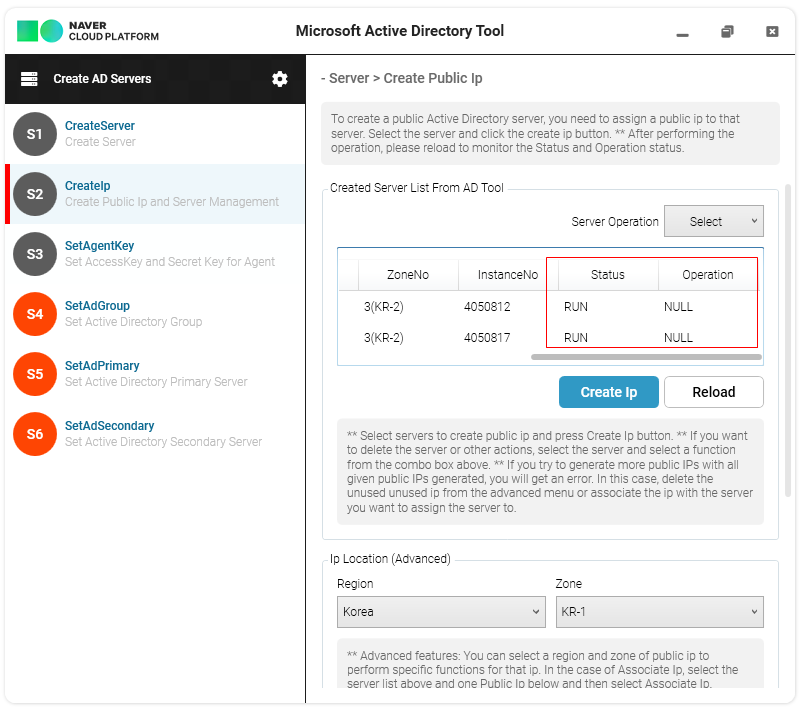 NAVER
CLOUD PLATFORM
Microsoft Active Directory Tool
Create AD Servers
S1
CreateServer
Create Server
S2
CreateIp
Create Public Ip and Server Management
S3
SetAgentKey
Set AccessKey and Secret Key for Agent
S4
SetAdGroup
Set Active Directory Group
S5
SetAdPrimary
Set Active Directory Primary Server
S6
SetAdSecondary
Set Active Directory Secondary Server
- Server > Create Public Ip
To create a public Active Directory server, you need to assign a public ip to that
server. Select the server and click the create ip button. ** After performing the
operation, please reload to monitor the Status and Operation status.
Created Server List From AD Tool
Server Operation Select
ZoneNo InstanceNo Status Operation
3(KR-2) 4050812 RUN NULL
3(KR-2) 4050817 RUN NULL
Create Ip Reload
** Select servers to create public ip and press Create Ip button. ** If you want
to delete the server or other actions, select the server and select a function
from the combo box above. ** If you try to generate more public IPs with all
given public IPs generated, you will get an error. In this case, delete the
unused unused ip from the advanced menu or associate the ip with the server
you want to assign the server to.
Ip Location (Advanced)
Region Zone
Korea KR-1
** Advanced features: You can select a region and zone of public ip to
perform specific functions for that ip. In the case of Associate Ip, select the
server list above and one Public Ip below and then select Associate Ip.